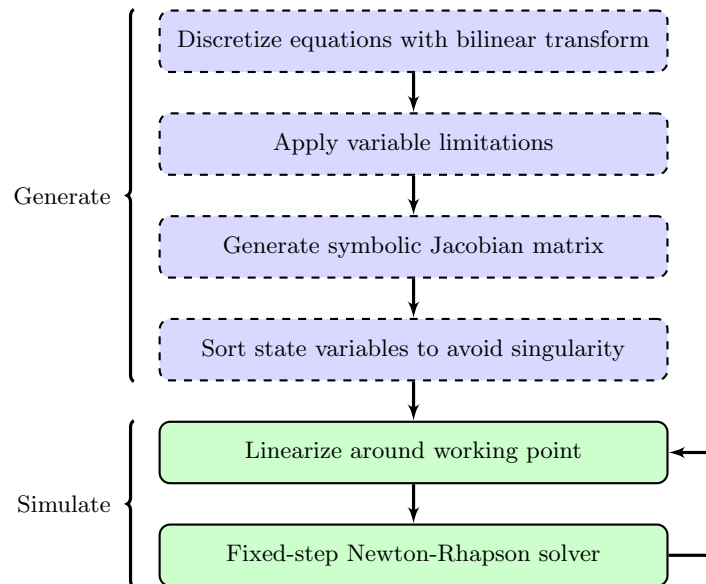 Discretize equations with bilinear transform
Apply variable limitations
Generate
Generate symbolic Jacobian matrix
Sort state variables to avoid singularity
Linearize around working point
Simulate
Fixed-step Newton-Rhapson solver